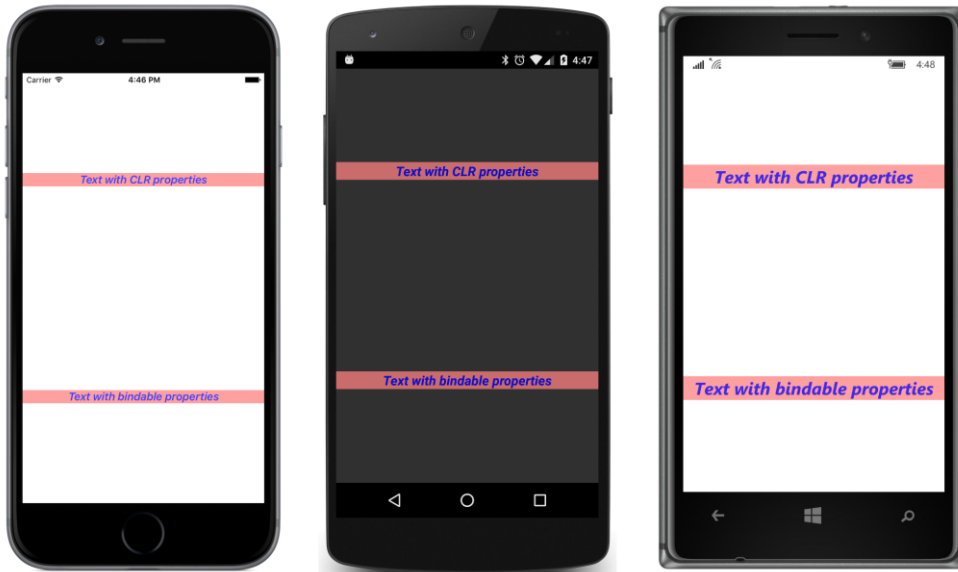 Carrier 4:46 PM
Text with CLR properties
Text with bindable properties
4:47
Text with CLR properties
Text with bindable properties
4:48
Text with CLR properties
Text with bindable properties